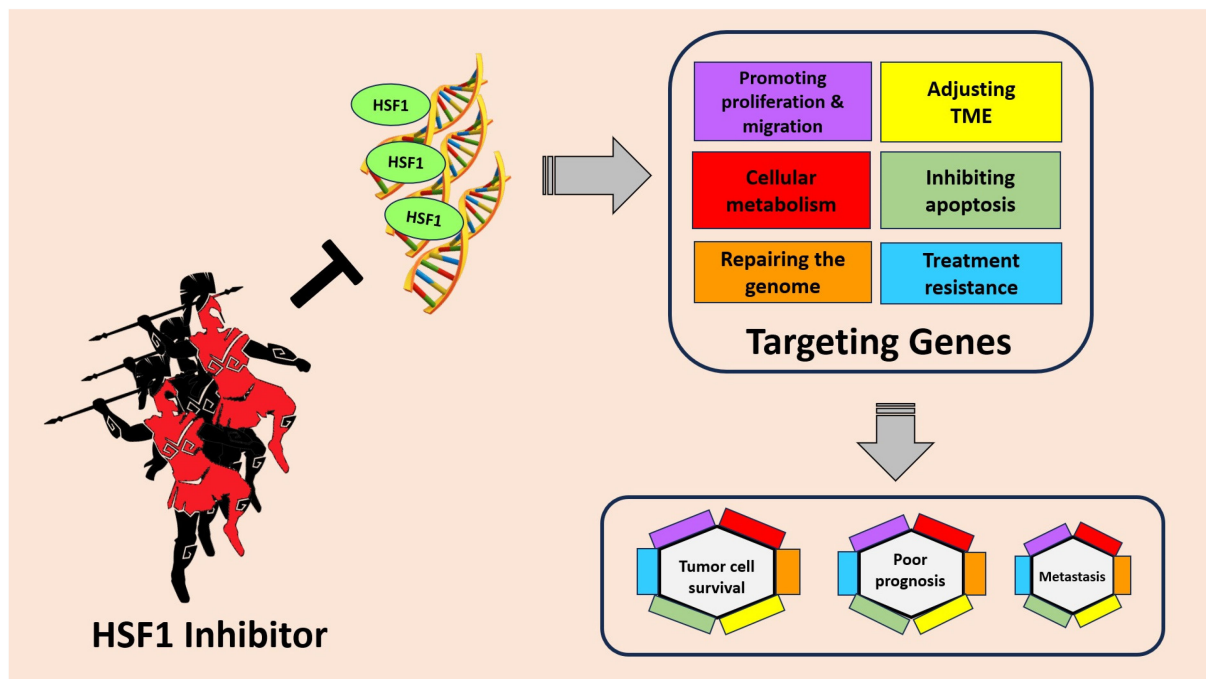 HSF1
HSF1
HSF1
Promoting
proliferation &
migration
Adjusting
TME
Cellular
metabolism
Inhibiting
apoptosis
Repairing the
genome
Treatment
resistance
Targeting Genes
HSF1 Inhibitor
Tumor cell
survival
Poor
prognosis
Metastasis